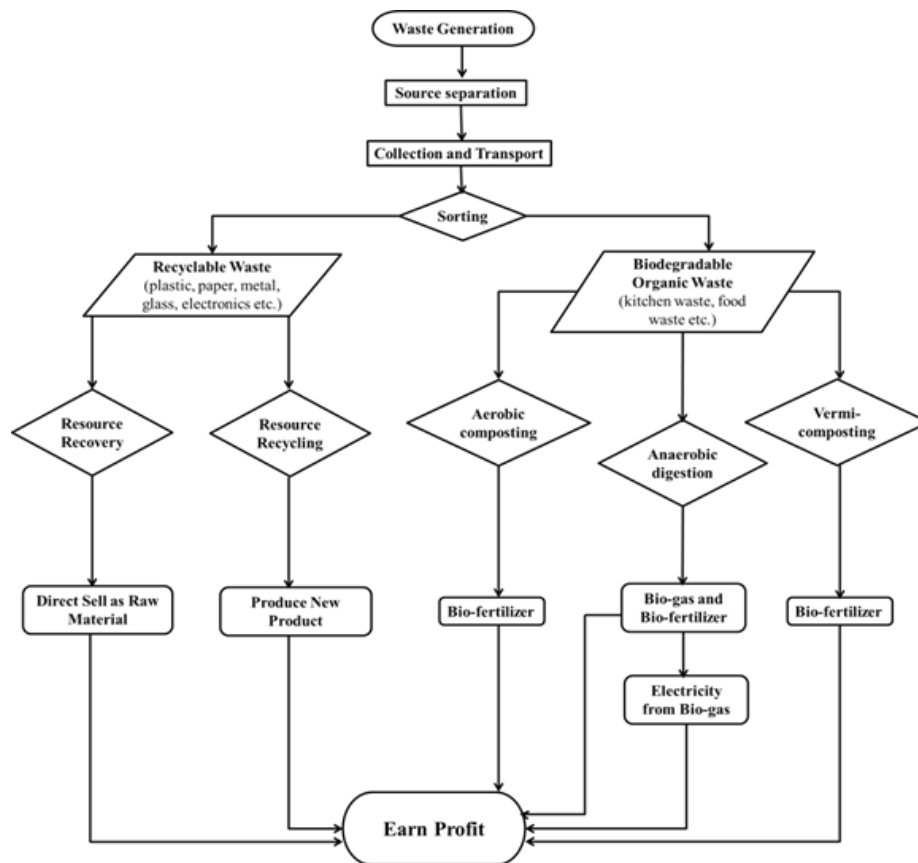 Waste Generation
Source separation
Collection and Transport
Sorting
Recyclable Waste
(plastic, paper, metal,
glass, electronics etc.)
Biodegradable
Organic Waste
(kitchen waste, food
waste etc.)
Resource
Recovery
Resource
Recycling
Aerobic
composting
Anaerobic
digestion
Vermi-
composting
Direct Sell as Raw
Material
Produce New
Product
Bio-fertilizer
Bio-gas and
Bio-fertilizer
Bio-fertilizer
Electricity
from Bio-gas
Earn Profit